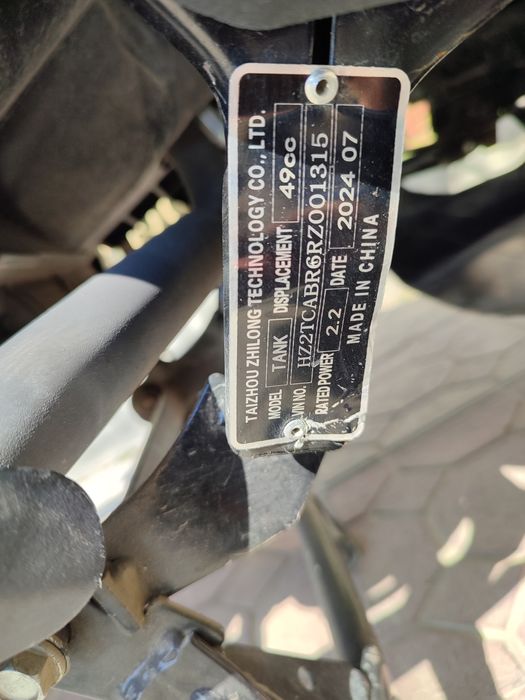 TAIZHOU ZHILONG TECHNOLOGY CO., LTD.
MODEL TANK DISPLACEMENT 49cc
VIN NO. HZ2TCABR6RZ001315
RATED POWER 2.2 DATE 2024 07
MADE IN CHINA